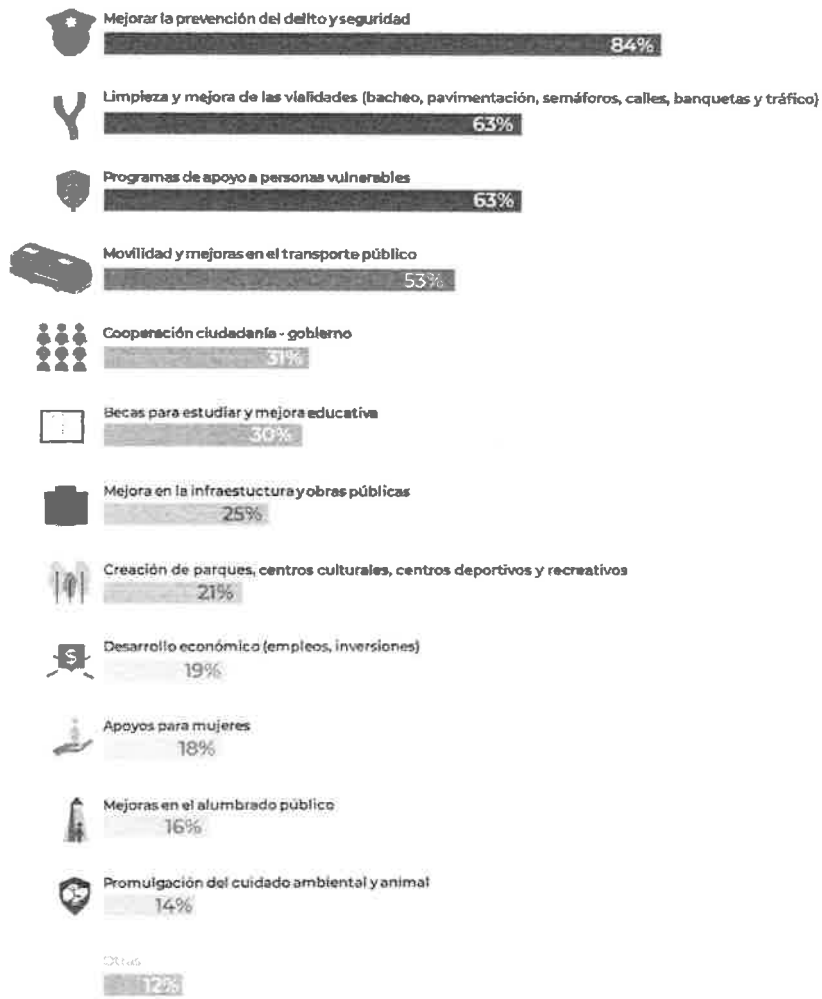 Mejorar la prevención del delito y seguridad
84%
Limpieza y mejora de las vialidades (bacheo, pavimentación, semáforos, calles, banquetas y tráfico)
63%
Programas de apoyo a personas vulnerables
63%
Movilidad y mejoras en el transporte público
53%
Cooperación ciudadanía - gobierno
31%
Becas para estudiar y mejora educativa
30%
Mejora en la infraestuctura y obras públicas
25%
Creación de parques, centros culturales, centros deportivos y recreativos
21%
Desarrollo económico (empleos, inversiones)
$
19%
Apoyos para mujeres
18%
Mejoras en el alumbrado público
16%
Promulgación del cuidado ambiental y animal
14%
Otras
12%